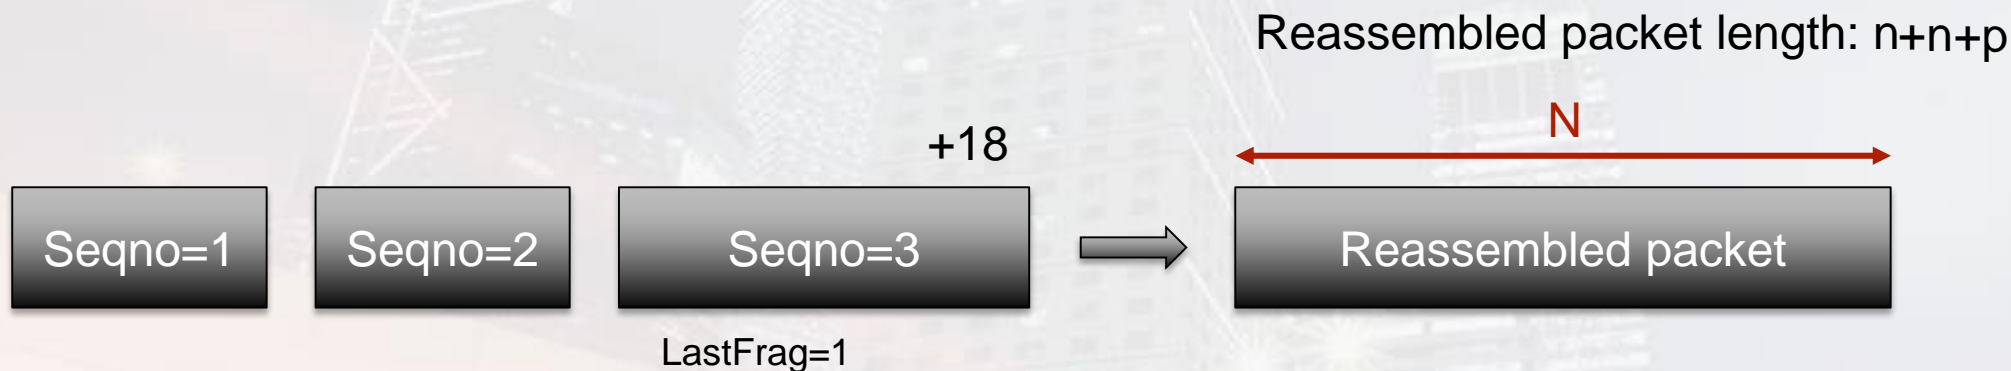 Reassembled packet length: n+n+p
N
+18
Seqno=1
Seqno=2
Seqno=3
Reassembled packet
LastFrag=1